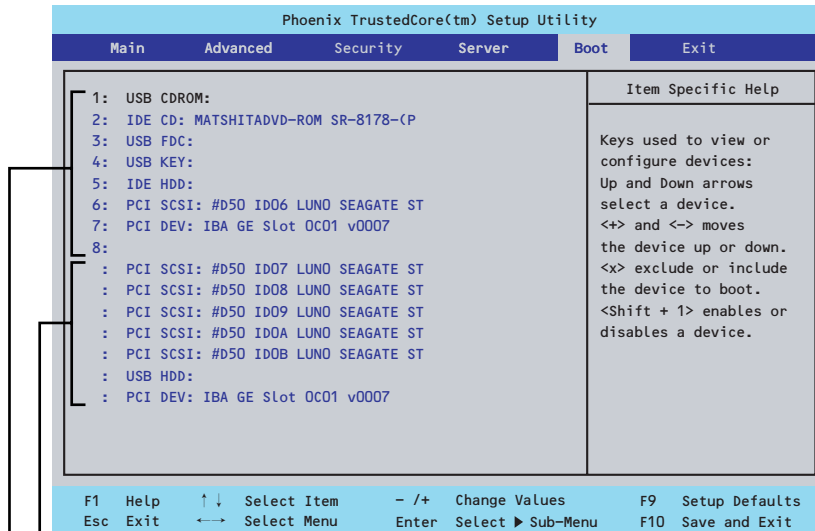 Phoenix TrustedCore(tm) Setup Utility
Main Advanced Security Server Boot Exit
1: USB CDROM:
2: IDE CD: MATSHITADVD-ROM SR-8178-(P
3: USB FDC:
4: USB KEY:
5: IDE HDD:
6: PCI SCSI: #D50 ID06 LUN0 SEAGATE ST
7: PCI DEV: IBA GE Slot 0C01 v0007
8:
: PCI SCSI: #D50 ID07 LUN0 SEAGATE ST
: PCI SCSI: #D50 ID08 LUN0 SEAGATE ST
: PCI SCSI: #D50 ID09 LUN0 SEAGATE ST
: PCI SCSI: #D50 ID0A LUN0 SEAGATE ST
: PCI SCSI: #D50 ID0B LUN0 SEAGATE ST
: USB HDD:
: PCI DEV: IBA GE Slot 0C01 v0007
Item Specific Help
Keys used to view or
configure devices:
Up and Down arrows
select a device.
<+> and <-> moves
the device up or down.
<x> exclude or include
the device to boot.
<Shift + 1> enables or
disables a device.
F1 Help ↑↓ Select Item - /+ Change Values F9 Setup Defaults
Esc Exit ←→ Select Menu Enter Select ▶ Sub-Menu F10 Save and Exit